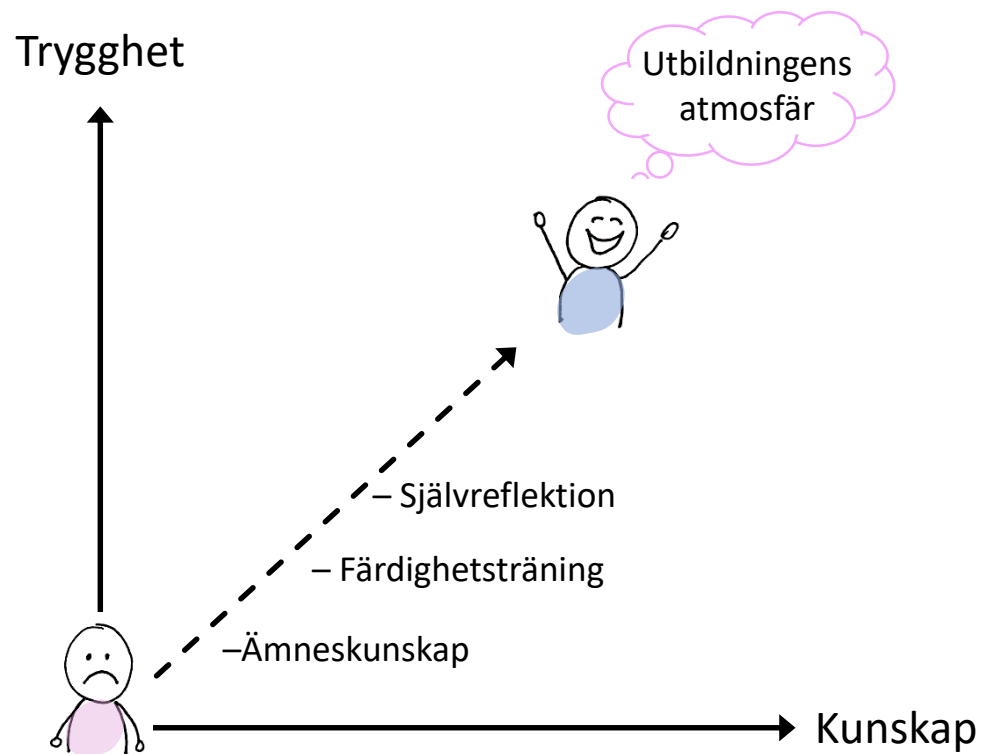 Trygghet
Utbildningens
atmosfär
– Självreflektion
– Färdighetsträning
–Ämneskunskap
Kunskap